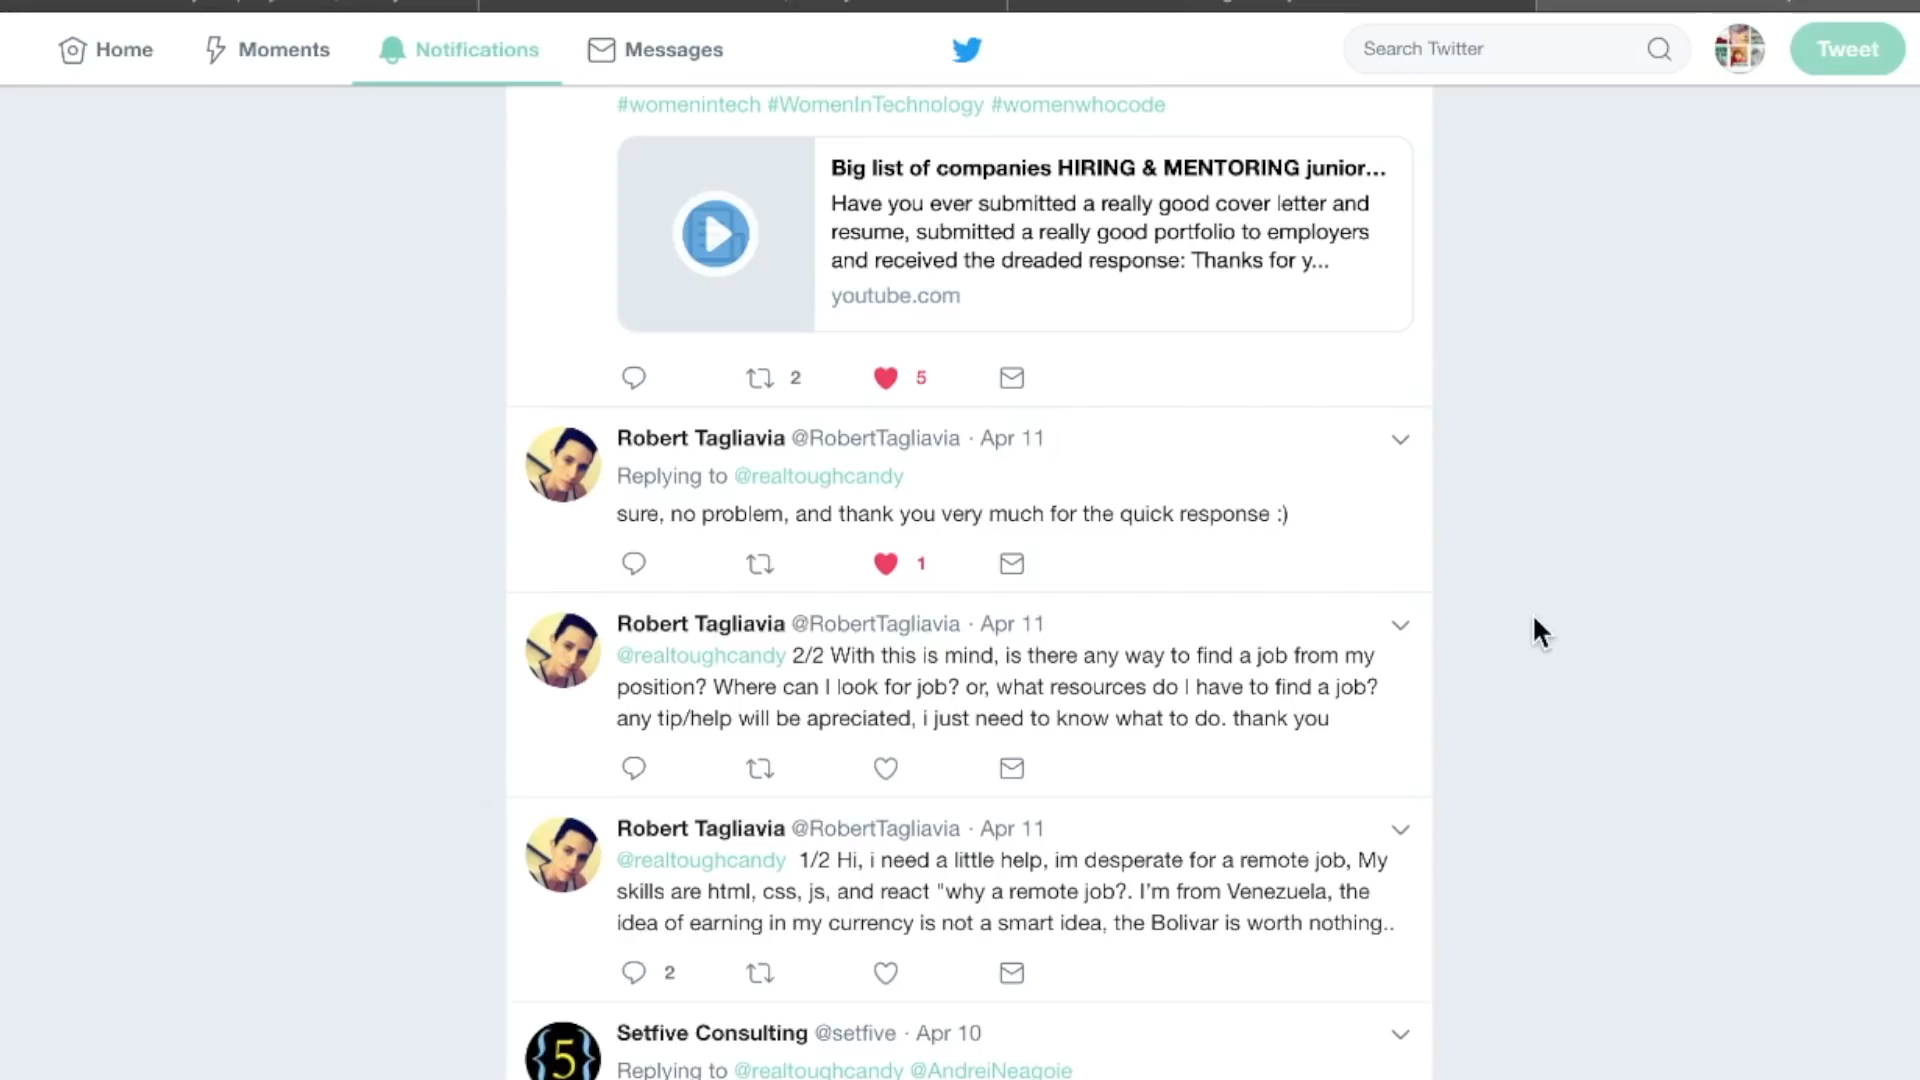 Home
Moments
Notifications
Messages
Search Twitter
Tweet
#womenintech #WomenInTechnology #womenwhocode
Big list of companies HIRING & MENTORING junior...
Have you ever submitted a really good cover letter and
resume, submitted a really good portfolio to employers
and received the dreaded response: Thanks for y...
youtube.com
2
5
Robert Tagliavia @RobertTagliavia · Apr 11
Replying to @realtoughcandy
sure, no problem, and thank you very much for the quick response :)
1
Robert Tagliavia @RobertTagliavia · Apr 11
@realtoughcandy 2/2 With this is mind, is there any way to find a job from my
position? Where can I look for job? or, what resources do I have to find a job?
any tip/help will be apreciated, i just need to know what to do. thank you
Robert Tagliavia @RobertTagliavia · Apr 11
@realtoughcandy 1/2 Hi, i need a little help, im desperate for a remote job, My
skills are html, css, js, and react "why a remote job?. I'm from Venezuela, the
idea of earning in my currency is not a smart idea, the Bolivar is worth nothing..
2
Setfive Consulting @setfive · Apr 10
{5}
Replying to @realtoughcandy @AndreiNeagoie